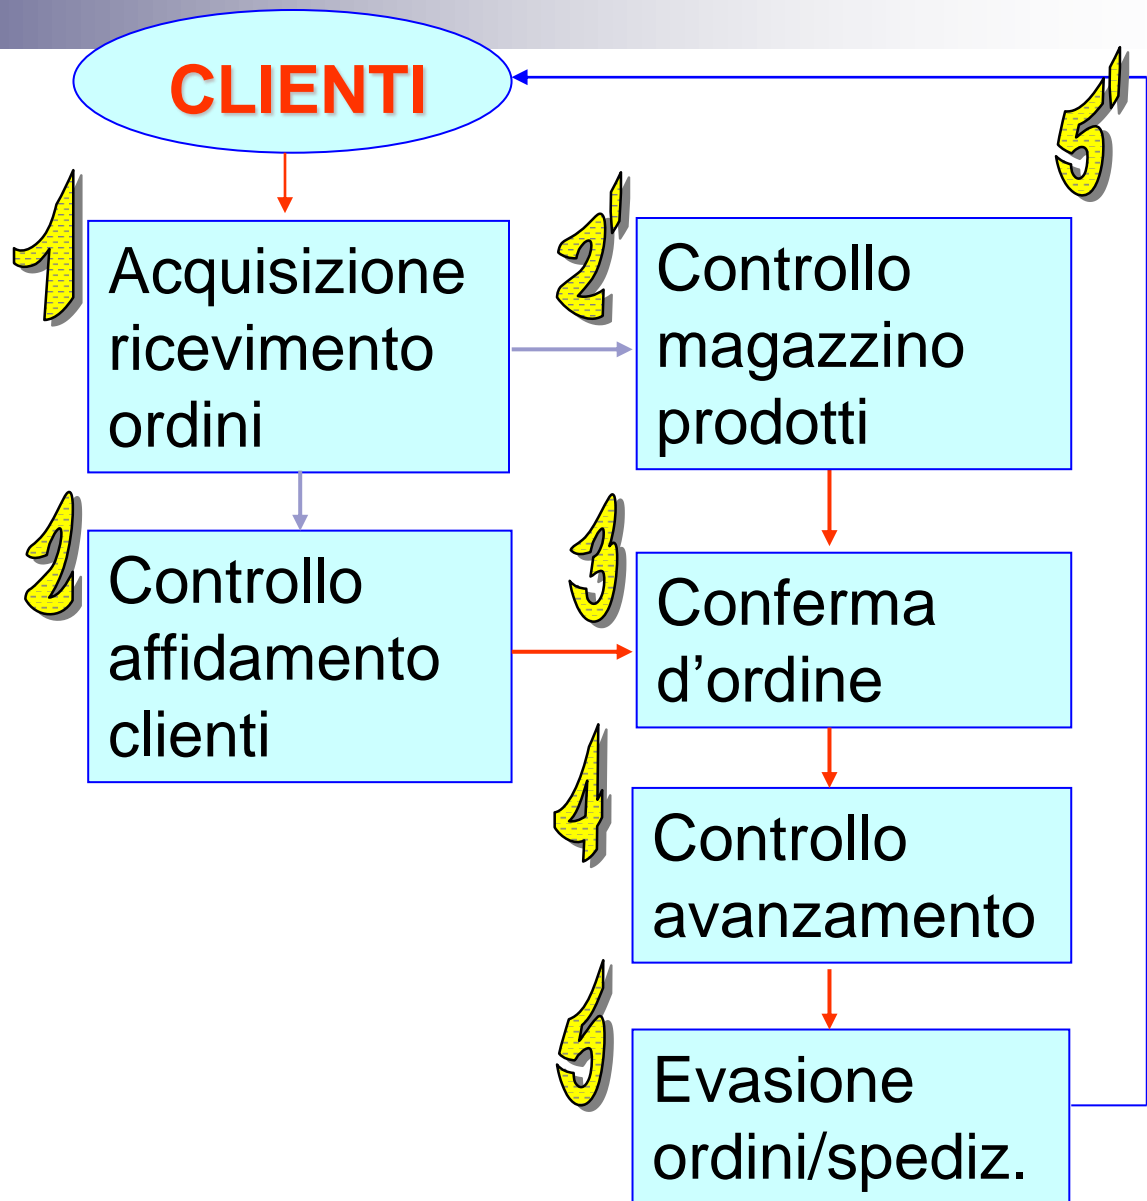 CLIENTI
5'
1
Acquisizione
ricevimento
ordini
2'
Controllo
magazzino
prodotti
2
Controllo
affidamento
clienti
3
Conferma
d’ordine
4
Controllo
avanzamento
5
Evasione
ordini/spediz.